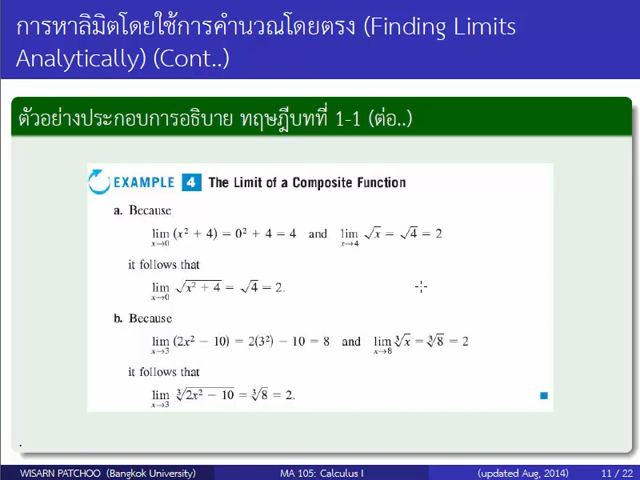 การหาลิมิตโดยใช้การคำนวณโดยตรง (Finding Limits
Analytically) (Cont..)
ตัวอย่างประกอบการอธิบาย ทฤษฎีบทที่ 1-1 (ต่อ..)
EXAMPLE 4 The Limit of a Composite Function
a. Because
lim x→0 (x² + 4) = 0² + 4 = 4 and lim x→4 √x = √4 = 2
it follows that
lim x→0 √(x² + 4) = √4 = 2.
b. Because
lim x→3 (2x² − 10) = 2(3²) − 10 = 8 and lim x→8 ∛x = ∛8 = 2
it follows that
lim x→3 ∛(2x² − 10) = ∛8 = 2.
.
WISARN PATCHOO (Bangkok University) MA 105: Calculus I (updated Aug, 2014) 11 / 22